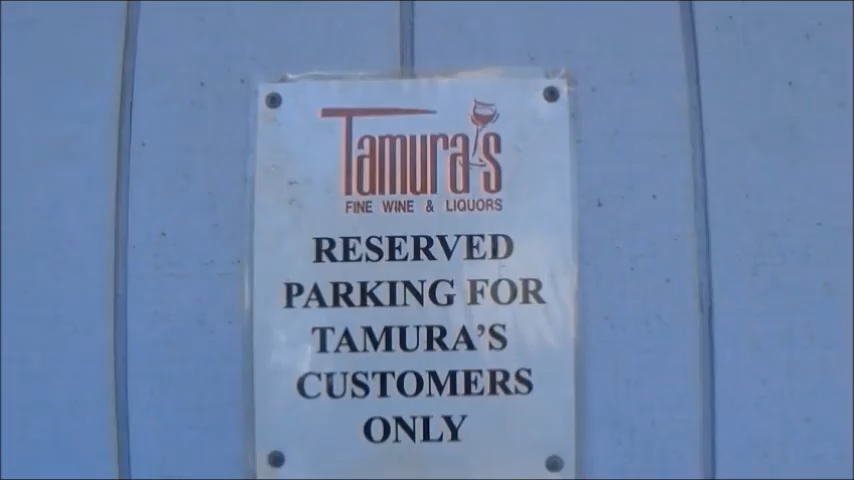 Tamura's
FINE WINE & LIQUORS
RESERVED
PARKING FOR
TAMURA'S
CUSTOMERS
ONLY